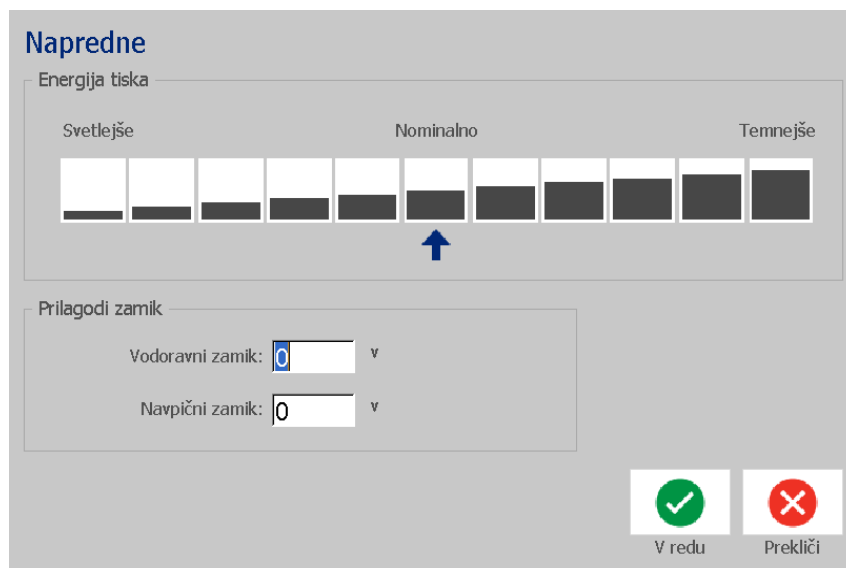 Napredne
Energija tiska
Svetlejše Nominalno Temnejše
Prilagodi zamik
Vodoravni zamik: 0 v
Navpični zamik: 0 v
V redu Prekliči